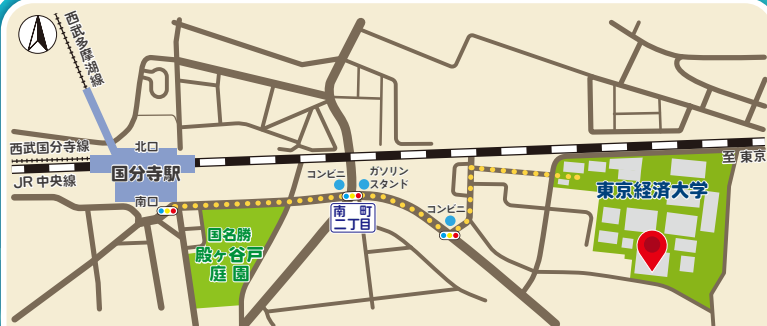 西武多摩湖線
西武国分寺線
北口
国分寺駅
JR中央線
南口
至 東京
コンビニ
ガソリン
スタンド
東京経済大学
南 町
二丁目
コンビニ
国名勝
殿ヶ谷戸
庭 園